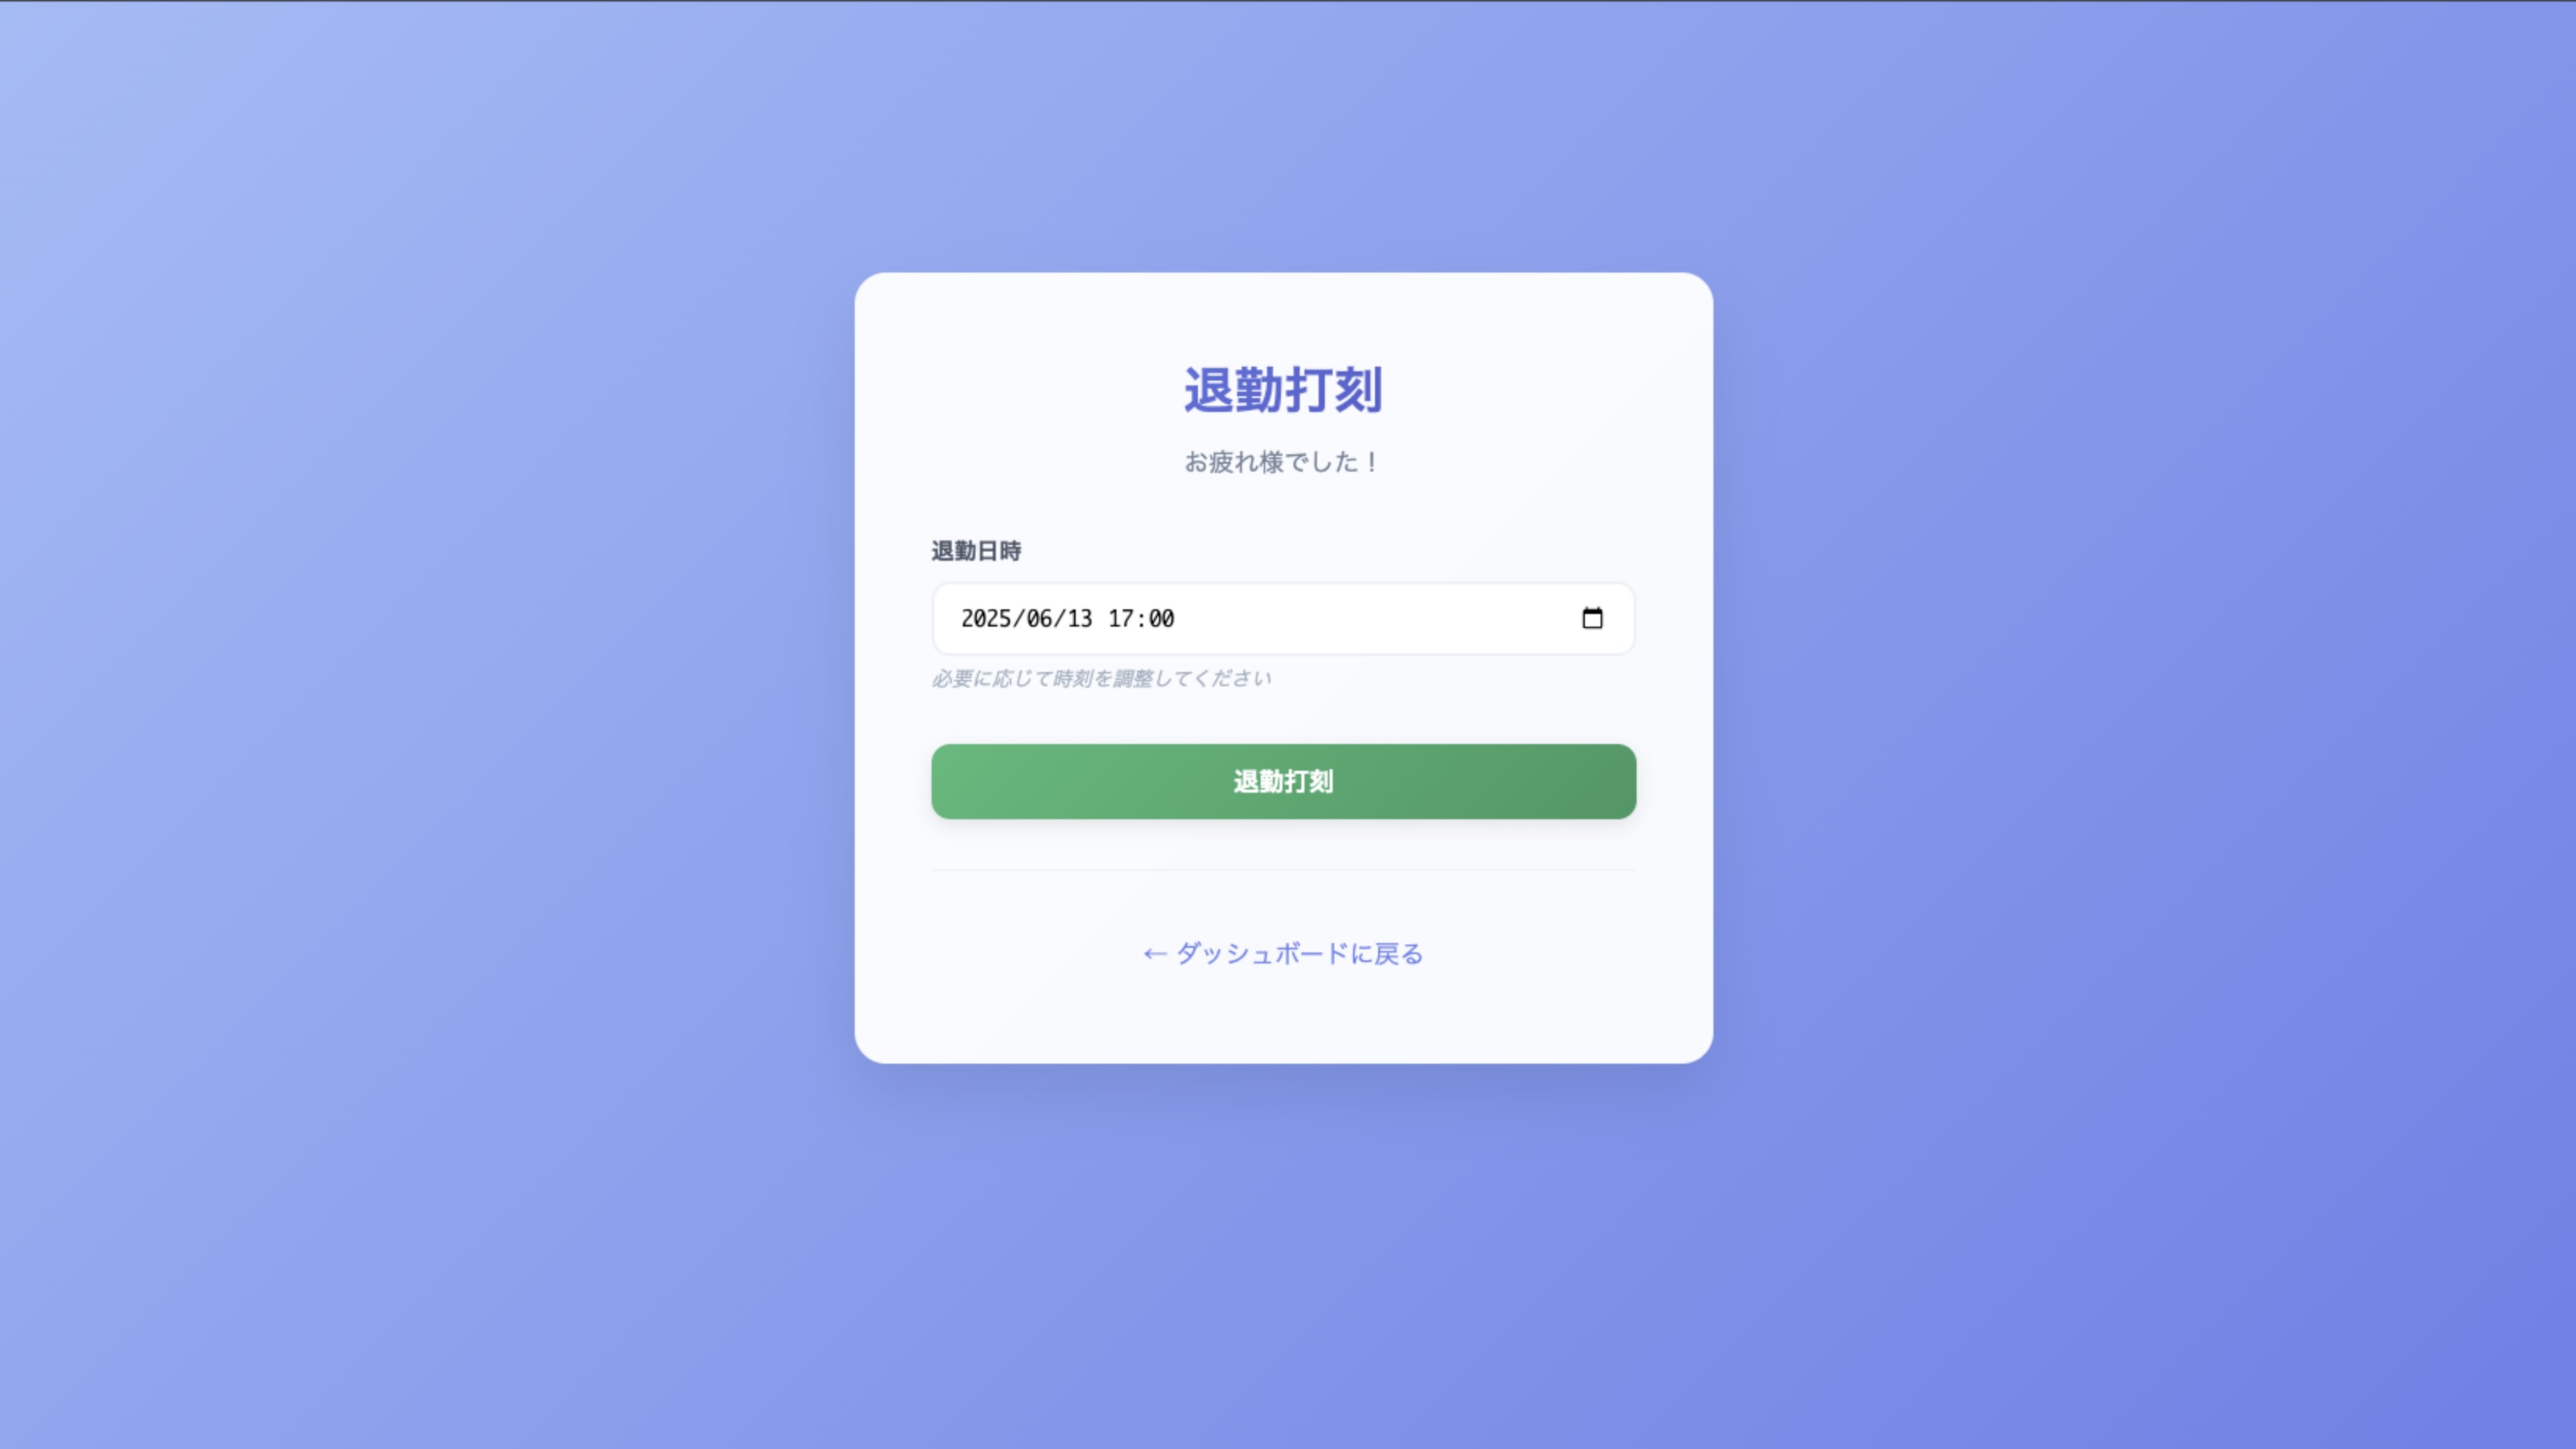 退勤打刻
お疲れ様でした！
退勤日時
2025/06/13 17:00
必要に応じて時刻を調整してください
退勤打刻
← ダッシュボードに戻る